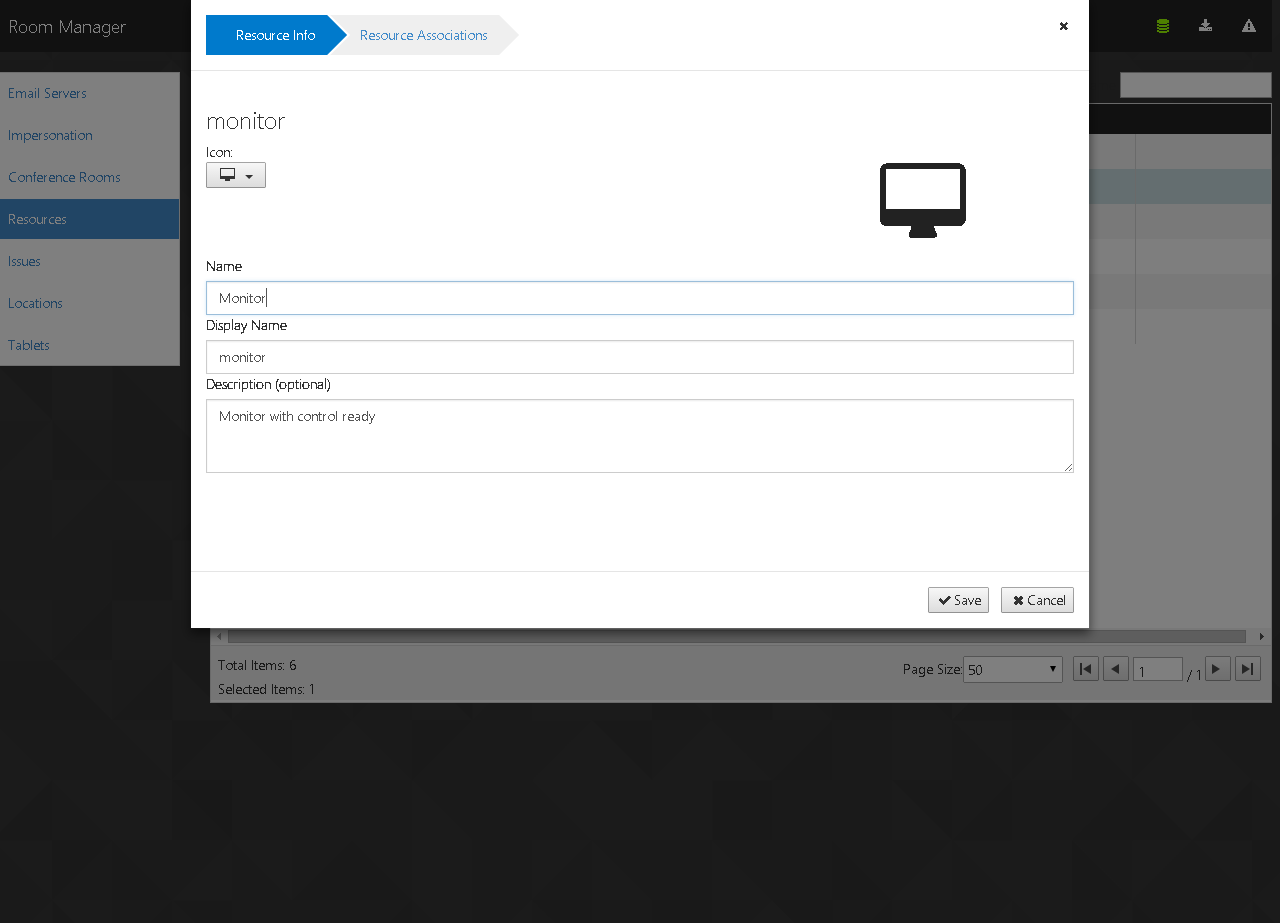 Room Manager
Resource Info
Resource Associations
Email Servers
Impersonation
Conference Rooms
Resources
Issues
Locations
Tablets
monitor
Icon:
Name
Monitor
Display Name
monitor
Description (optional)
Monitor with control ready
Save
Cancel
Total Items: 6
Selected Items: 1
Page Size: 50
1 / 1